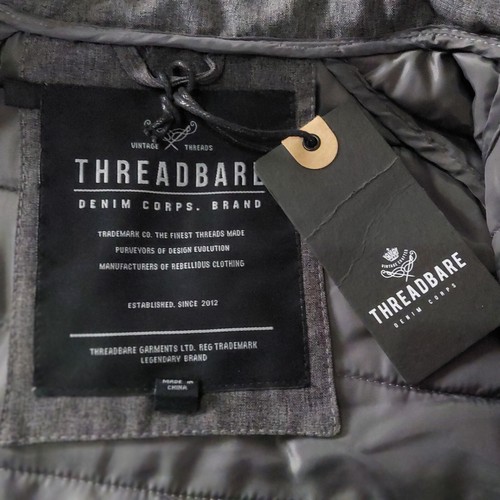 VINTAGE THREADS
THREADBARE
DENIM CORPS. BRAND
TRADEMARK CO. THE FINEST THREADS MADE
PURVEYORS OF DESIGN EVOLUTION
MANUFACTURERS OF REBELLIOUS CLOTHING
ESTABLISHED. SINCE 2012
THREADBARE GARMENTS LTD. REG TRADEMARK
LEGENDARY BRAND
MADE IN
CHINA
THREADBARE
DENIM CORPS